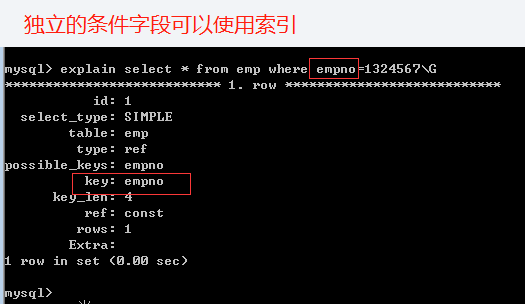 独立的条件字段可以使用索引
mysql> explain select * from emp where empno=1324567\G
*************************** 1. row ***************************
id: 1
select_type: SIMPLE
table: emp
type: ref
possible_keys: empno
key: empno
key_len: 4
ref: const
rows: 1
Extra:
1 row in set (0.00 sec)
mysql>